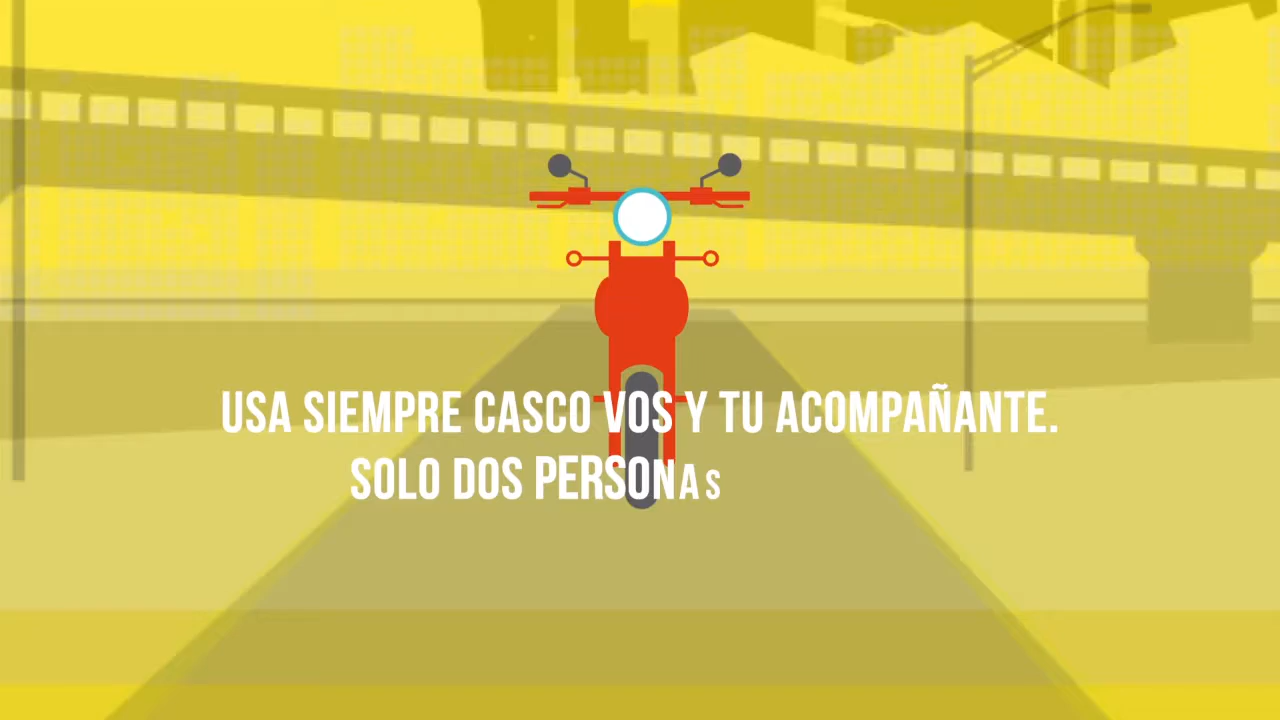 USA SIEMPRE CASCO VOS Y TU ACOMPAÑANTE.
SOLO DOS PERSONAS